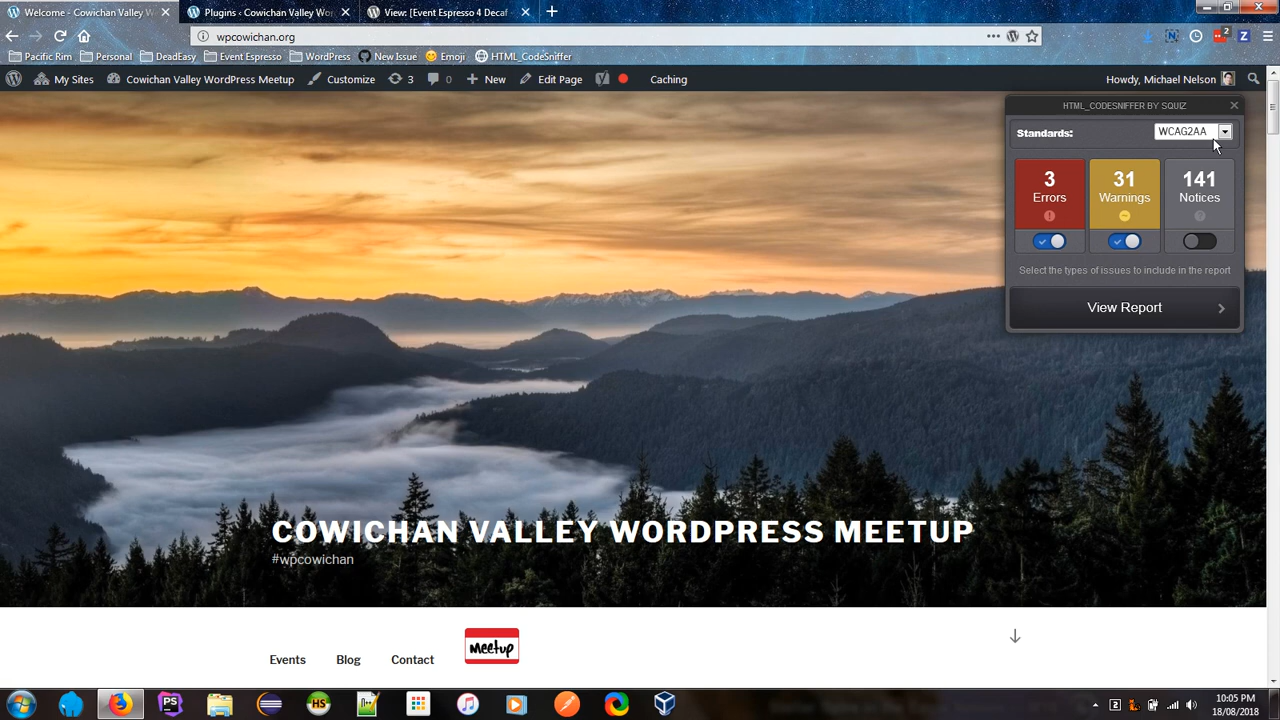 Welcome - Cowichan Valley W
Plugins ‹ Cowichan Valley Wor
View: [Event Espresso 4 Decaf
wpcowichan.org
Pacific Rim
Personal
DeadEasy
Event Espresso
WordPress
New Issue
Emoji
HTML_CodeSniffer
2
My Sites
Cowichan Valley WordPress Meetup
Customize
3
0
New
Edit Page
Caching
Howdy, Michael Nelson
HTML_CODESNIFFER BY SQUIZ
Standards:
WCAG2AA
3
Errors
31
Warnings
141
Notices
Select the types of issues to include in the report
View Report
COWICHAN VALLEY WORDPRESS MEETUP
#wpcowichan
Events
Blog
Contact
Meetup
PS
HS
10:05 PM
18/08/2018